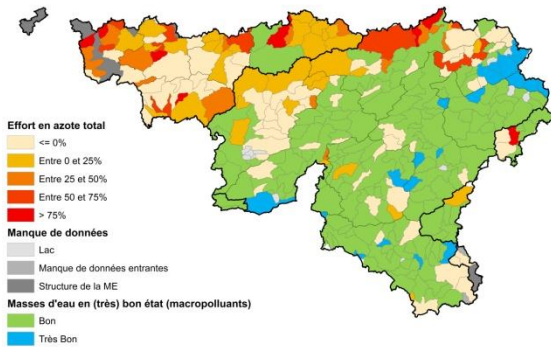 Effort en azote total
<= 0%
Entre 0 et 25%
Entre 25 et 50%
Entre 50 et 75%
> 75%
Manque de données
Lac
Manque de données entrantes
Structure de la ME
Masses d'eau en (très) bon état (macropolluants)
Bon
Très Bon